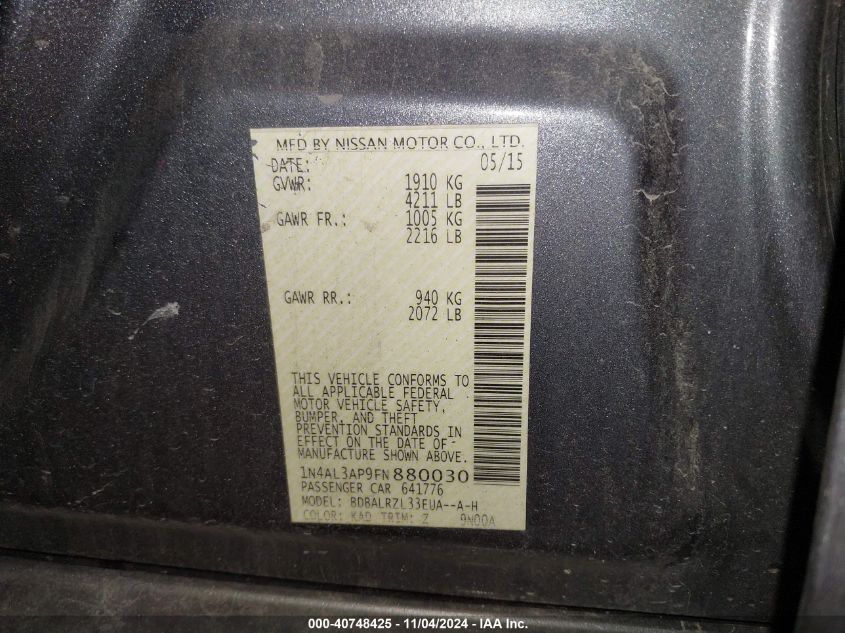 MFD BY NISSAN MOTOR CO., LTD.
DATE: 05/15
GVWR: 1910 KG
4211 LB
GAWR FR.: 1005 KG
2216 LB
GAWR RR.: 940 KG
2072 LB
THIS VEHICLE CONFORMS TO
ALL APPLICABLE FEDERAL
MOTOR VEHICLE SAFETY,
BUMPER, AND THEFT
PREVENTION STANDARDS IN
EFFECT ON THE DATE OF
MANUFACTURE SHOWN ABOVE.
1N4AL3AP9FN880030
PASSENGER CAR 641776
MODEL: BDBALRZL33EUA--A-H
COLOR: KAD TRIM: Z 9N00A
000-40748425 - 11/04/2024 - IAA Inc.